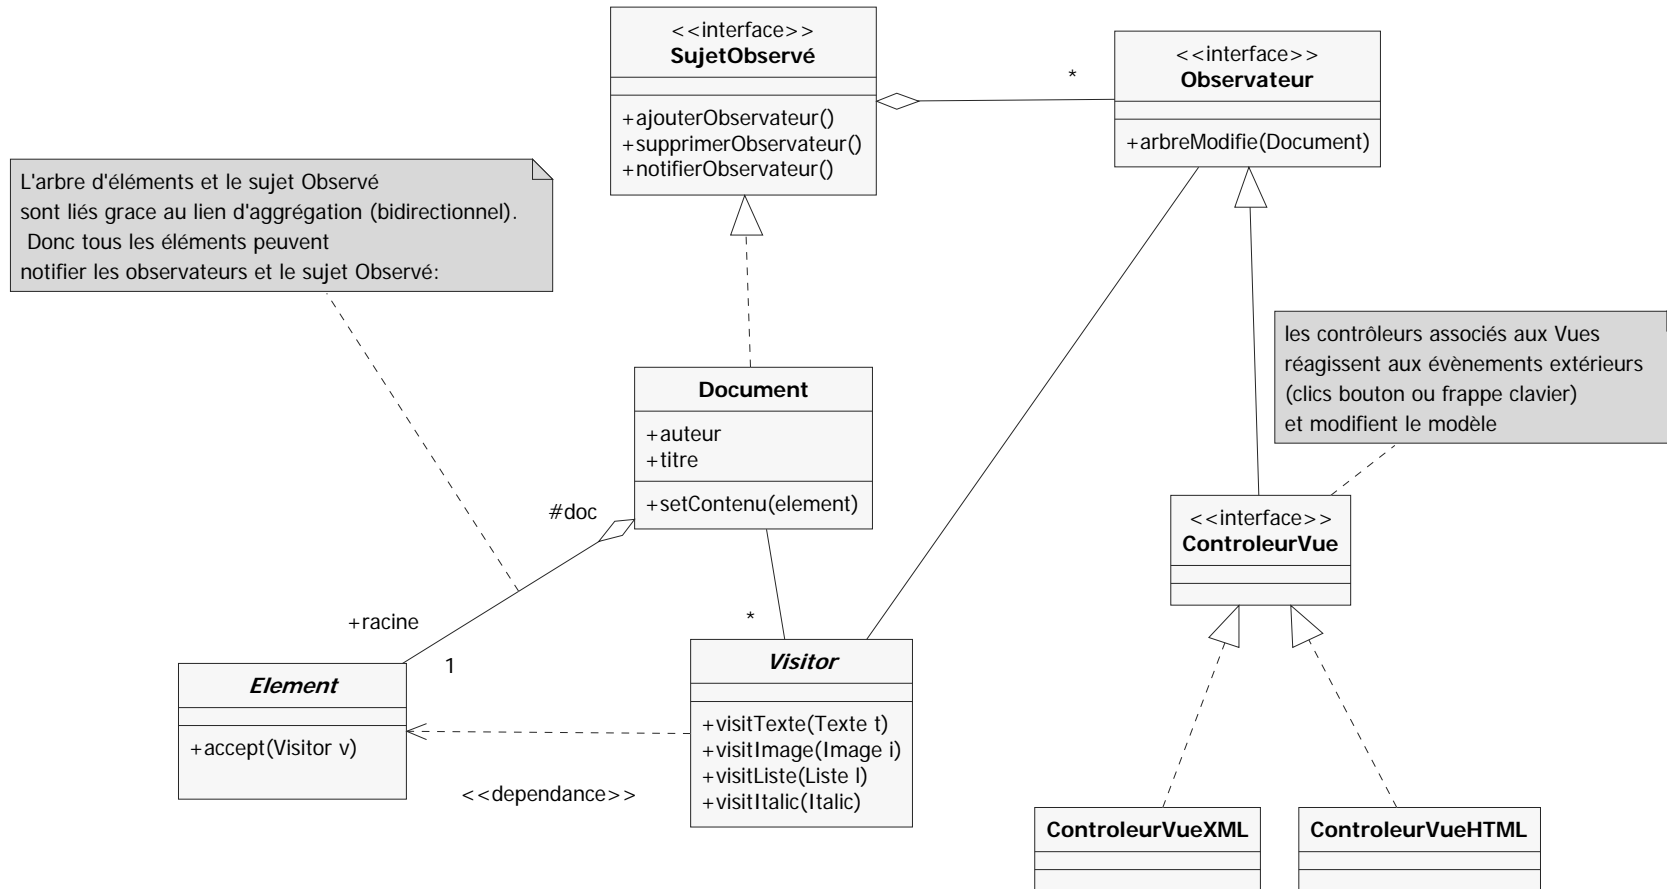 <<interface>>
SujetObservé
+ajouterObservateur()
+supprimerObservateur()
+notifierObservateur()
*
<<interface>>
Observateur
+arbreModifie(Document)
L'arbre d'éléments et le sujet Observé
sont liés grace au lien d'aggrégation (bidirectionnel).
Donc tous les éléments peuvent
notifier les observateurs et le sujet Observé:
les contrôleurs associés aux Vues
réagissent aux évènements extérieurs
(clics bouton ou frappe clavier)
et modifient le modèle
Document
+auteur
+titre
+setContenu(element)
#doc
<<interface>>
ControleurVue
+racine
1
*
Element
+accept(Visitor v)
<<dependance>>
Visitor
+visitTexte(Texte t)
+visitImage(Image i)
+visitListe(Liste l)
+visitItalic(Italic)
ControleurVueXML
ControleurVueHTML